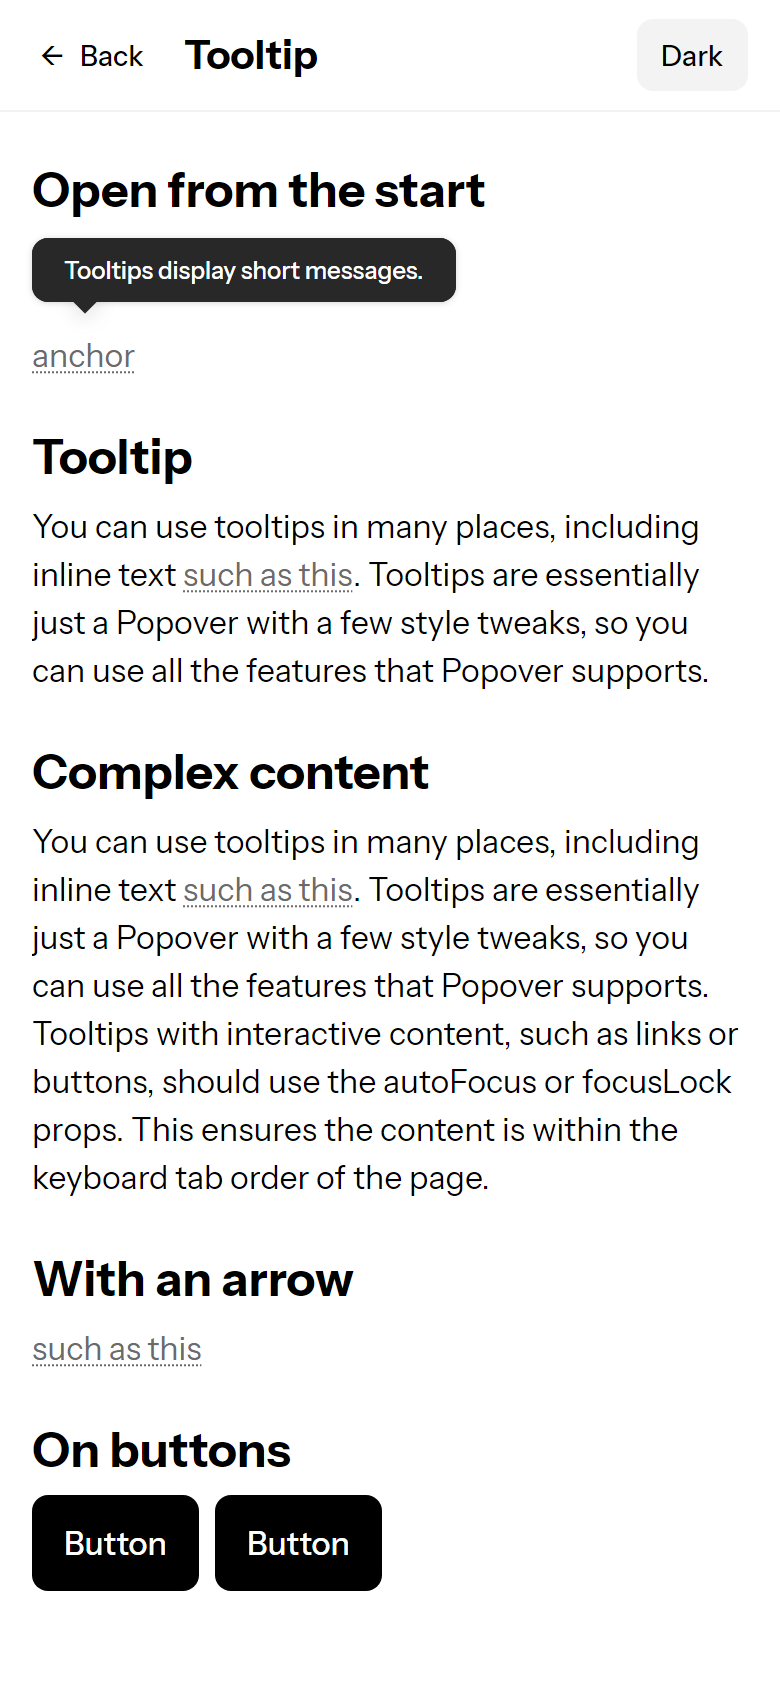 ← Back Tooltip Dark
Open from the start
Tooltips display short messages.
anchor
Tooltip
You can use tooltips in many places, including
inline text such as this. Tooltips are essentially
just a Popover with a few style tweaks, so you
can use all the features that Popover supports.
Complex content
You can use tooltips in many places, including
inline text such as this. Tooltips are essentially
just a Popover with a few style tweaks, so you
can use all the features that Popover supports.
Tooltips with interactive content, such as links or
buttons, should use the autoFocus or focusLock
props. This ensures the content is within the
keyboard tab order of the page.
With an arrow
such as this
On buttons
Button Button